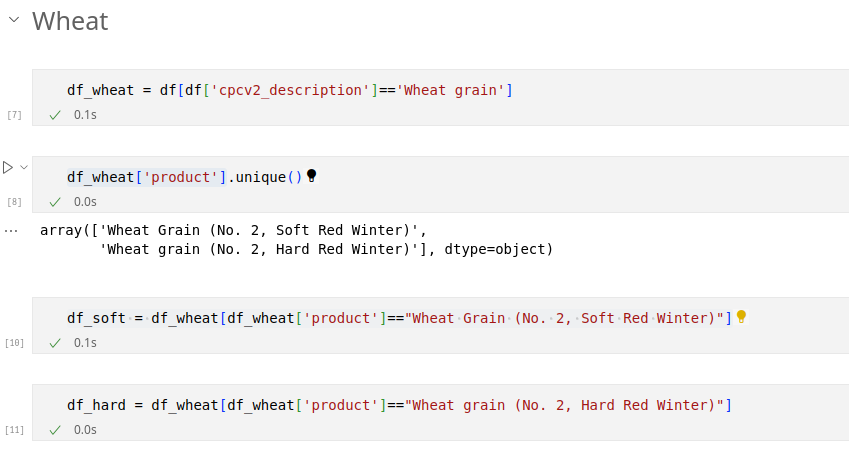 Wheat
df_wheat = df[df['cpcv2_description']=='Wheat grain']
[7]
0.1s
df_wheat['product'].unique()
[8]
0.0s
array(['Wheat Grain (No. 2, Soft Red Winter)',
'Wheat grain (No. 2, Hard Red Winter)'], dtype=object)
df_soft = df_wheat[df_wheat['product']=="Wheat Grain (No. 2, Soft Red Winter)"]
[10]
0.1s
df_hard = df_wheat[df_wheat['product']=="Wheat grain (No. 2, Hard Red Winter)"]
[11]
0.0s